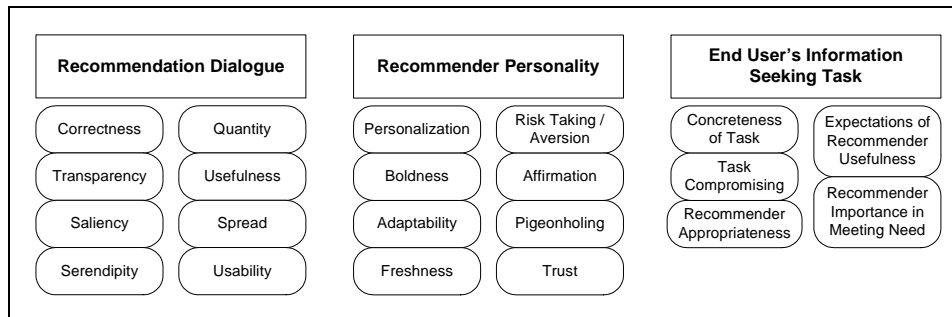 Recommendation Dialogue
Correctness
Quantity
Transparency
Usefulness
Saliency
Spread
Serendipity
Usability
Recommender Personality
Personalization
Risk Taking /
Aversion
Boldness
Affirmation
Adaptability
Pigeonholing
Freshness
Trust
End User's Information
Seeking Task
Concreteness
of Task
Expectations of
Recommender
Usefulness
Task
Compromising
Recommender
Appropriateness
Recommender
Importance in
Meeting Need